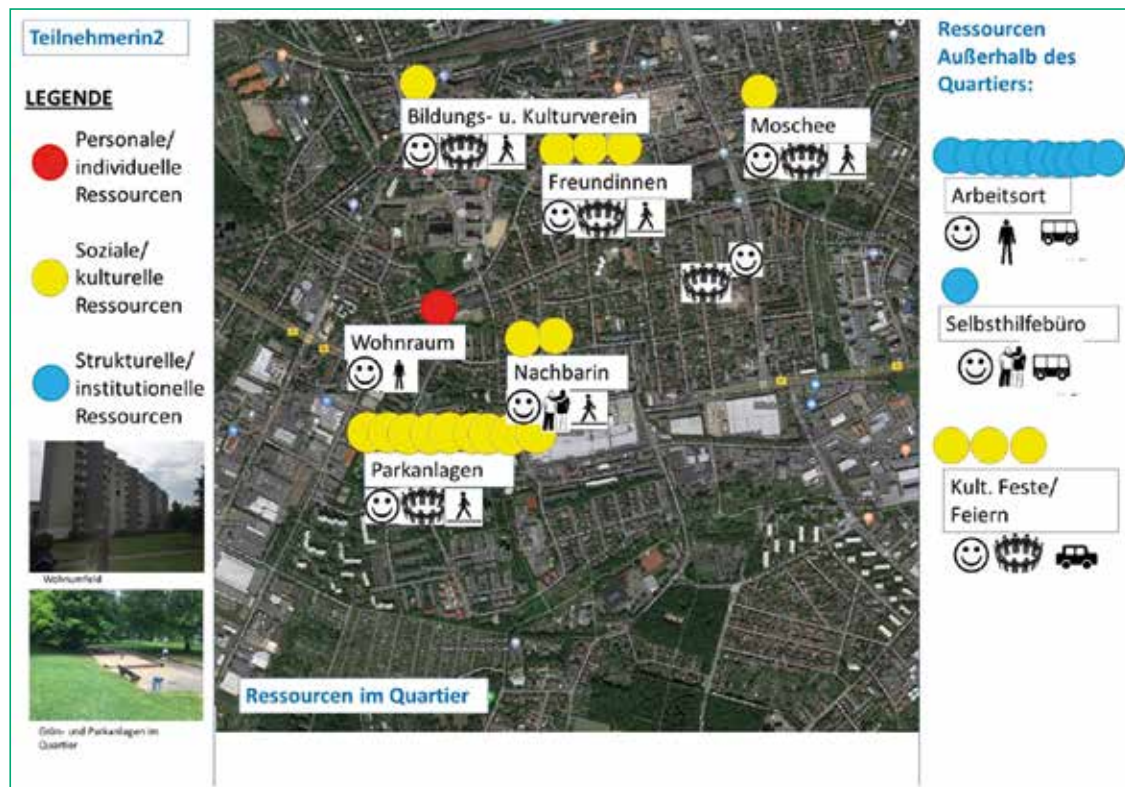 Teilnehmerin2
LEGENDE
Personale/
individuelle
Ressourcen
Soziale/
kulturelle
Ressourcen
Strukturelle/
institutionelle
Ressourcen
Wohnumfeld
Grün- und Parkanlagen im
Quartier
Bildungs- u. Kulturverein
Moschee
Freundinnen
Wohnraum
Nachbarin
Parkanlagen
Ressourcen im Quartier
Ressourcen
Außerhalb des
Quartiers:
Arbeitsort
Selbsthilfebüro
Kult. Feste/
Feiern